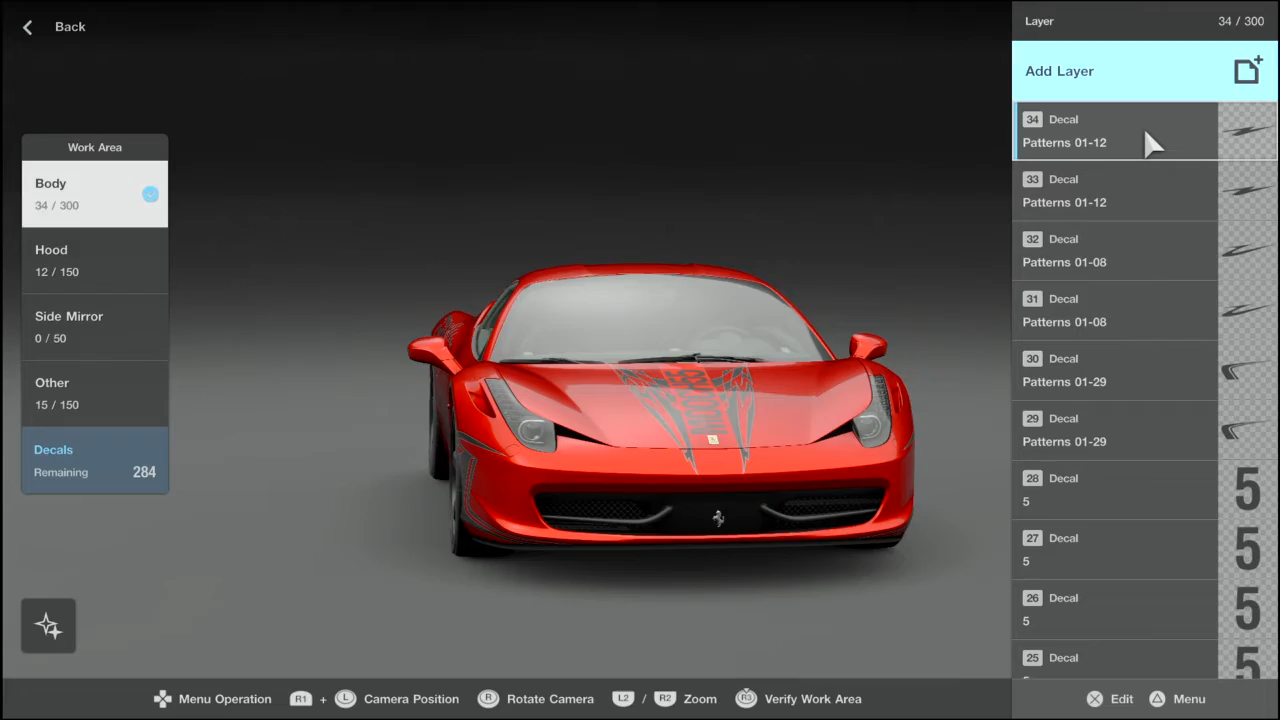 Back
Layer 34 / 300
Add Layer
Work Area
Body
34 / 300
Hood
12 / 150
Side Mirror
0 / 50
Other
15 / 150
Decals
Remaining 284
34 Decal
Patterns 01-12
33 Decal
Patterns 01-12
32 Decal
Patterns 01-08
31 Decal
Patterns 01-08
30 Decal
Patterns 01-29
29 Decal
Patterns 01-29
28 Decal
5
5
27 Decal
5
5
26 Decal
5
5
25 Decal
5
Menu Operation R1 + L Camera Position R Rotate Camera L2 / R2 Zoom R3 Verify Work Area
Edit Menu